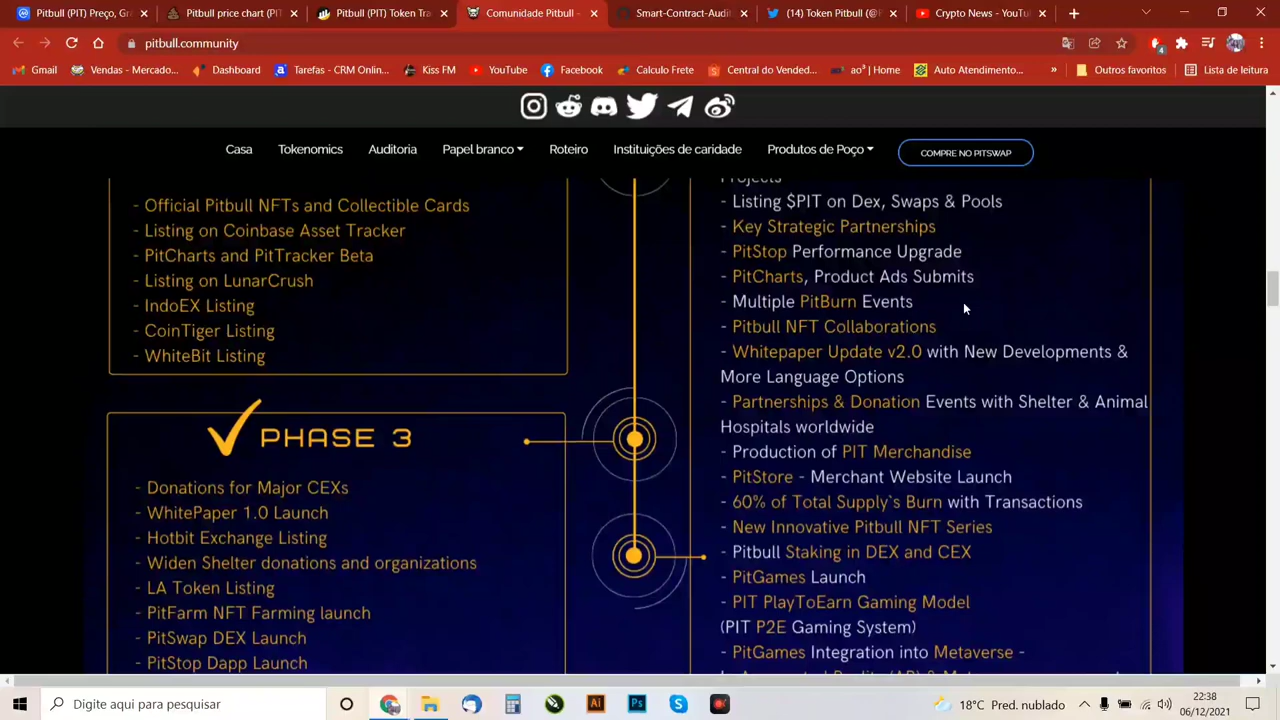 Pitbull (PIT) Preço, Grá
Pitbull price chart (PIT
Pitbull (PIT) Token Tra
Comunidade Pitbull -
Smart-Contract-Audi
(14) Token Pitbull (@
Crypto News - YouTu
pitbull.community
4
Gmail
Vendas - Mercado...
Dashboard
Tarefas - CRM Onlin...
Kiss FM
YouTube
Facebook
Calculo Frete
Central do Vended...
ao³ | Home
Auto Atendimento...
»
Outros favoritos
Lista de leitura
Casa
Tokenomics
Auditoria
Papel branco
Roteiro
Instituições de caridade
Produtos de Poço
COMPRE NO PITSWAP
- Official Pitbull NFTs and Collectible Cards
- Listing on Coinbase Asset Tracker
- PitCharts and PitTracker Beta
- Listing on LunarCrush
- IndoEX Listing
- CoinTiger Listing
- WhiteBit Listing
PHASE 3
- Donations for Major CEXs
- WhitePaper 1.0 Launch
- Hotbit Exchange Listing
- Widen Shelter donations and organizations
- LA Token Listing
- PitFarm NFT Farming launch
- PitSwap DEX Launch
- PitStop Dapp Launch
Projects
- Listing $PIT on Dex, Swaps & Pools
- Key Strategic Partnerships
- PitStop Performance Upgrade
- PitCharts, Product Ads Submits
- Multiple PitBurn Events
- Pitbull NFT Collaborations
- Whitepaper Update v2.0 with New Developments &
More Language Options
- Partnerships & Donation Events with Shelter & Animal
Hospitals worldwide
- Production of PIT Merchandise
- PitStore - Merchant Website Launch
- 60% of Total Supply`s Burn with Transactions
- New Innovative Pitbull NFT Series
- Pitbull Staking in DEX and CEX
- PitGames Launch
- PIT PlayToEarn Gaming Model
(PIT P2E Gaming System)
- PitGames Integration into Metaverse -
Digite aqui para pesquisar
Ai
Ps
18°C Pred. nublado
22:38
06/12/2021